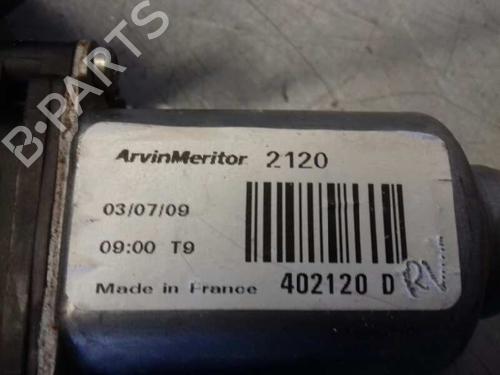 B-PARTS
ArvinMeritor 2120
03/07/09
09:00 T9
Made in France 402120 D